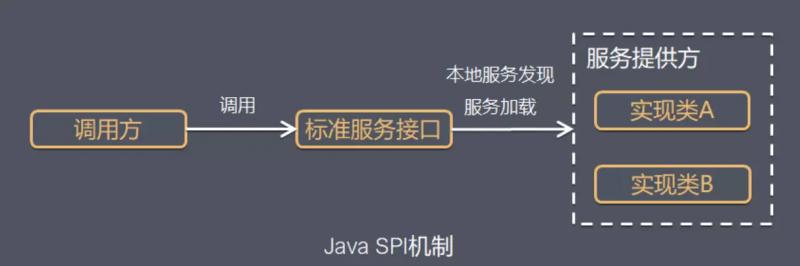 服务提供方
本地服务发现
调用
服务加载
实现类A
调用方
标准服务接口
实现类B
Java SPI机制